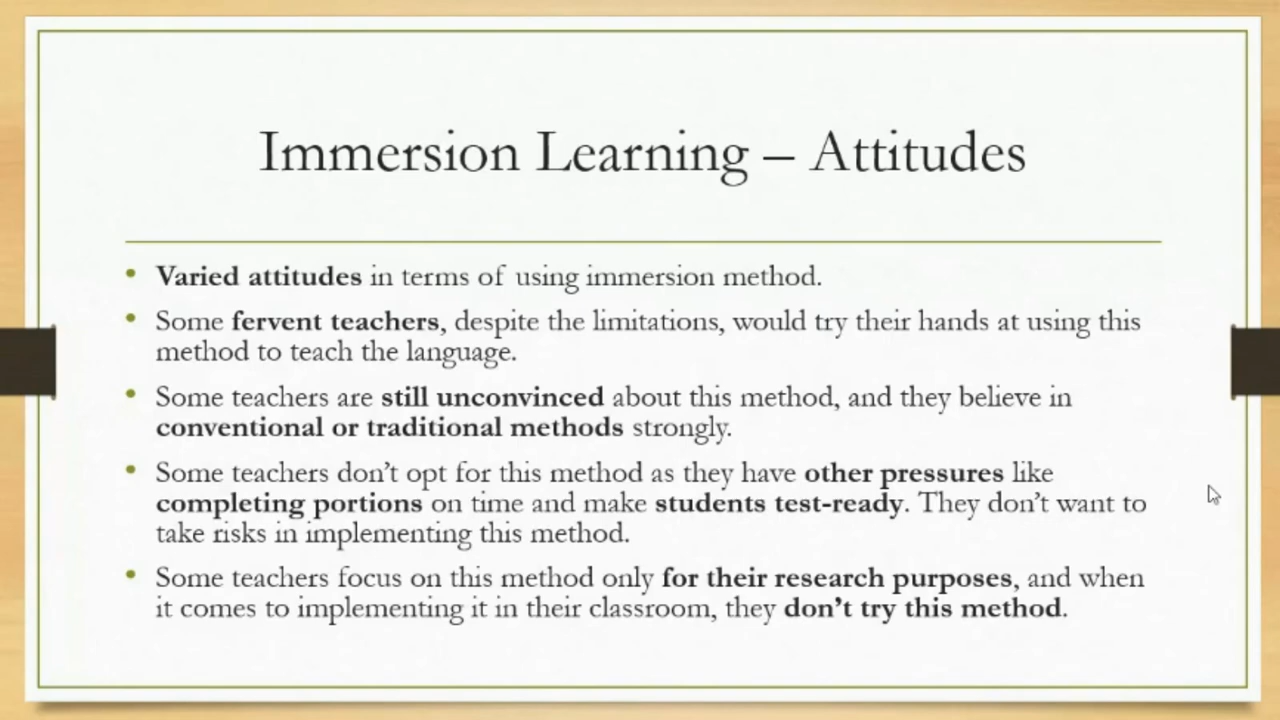 Immersion Learning – Attitudes
• Varied attitudes in terms of using immersion method.
• Some fervent teachers, despite the limitations, would try their hands at using this
method to teach the language.
• Some teachers are still unconvinced about this method, and they believe in
conventional or traditional methods strongly.
• Some teachers don’t opt for this method as they have other pressures like
completing portions on time and make students test-ready. They don’t want to
take risks in implementing this method.
• Some teachers focus on this method only for their research purposes, and when
it comes to implementing it in their classroom, they don’t try this method.